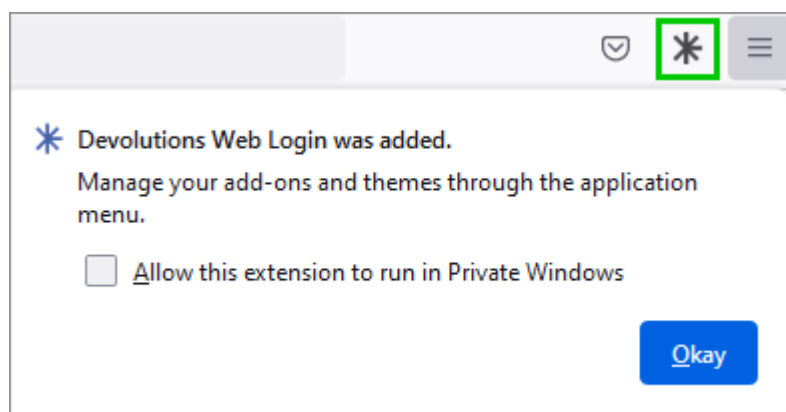 Devolutions Web Login was added.
Manage your add-ons and themes through the application
menu.
Allow this extension to run in Private Windows
Okay